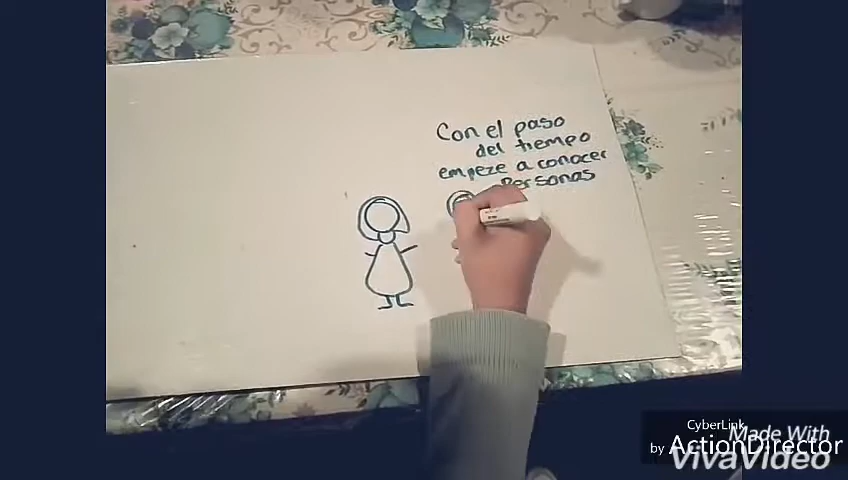 Con el paso
del tiempo
empeze a conocer
Personas
CyberLink
Made With
by ActionDirector
VivaVideo